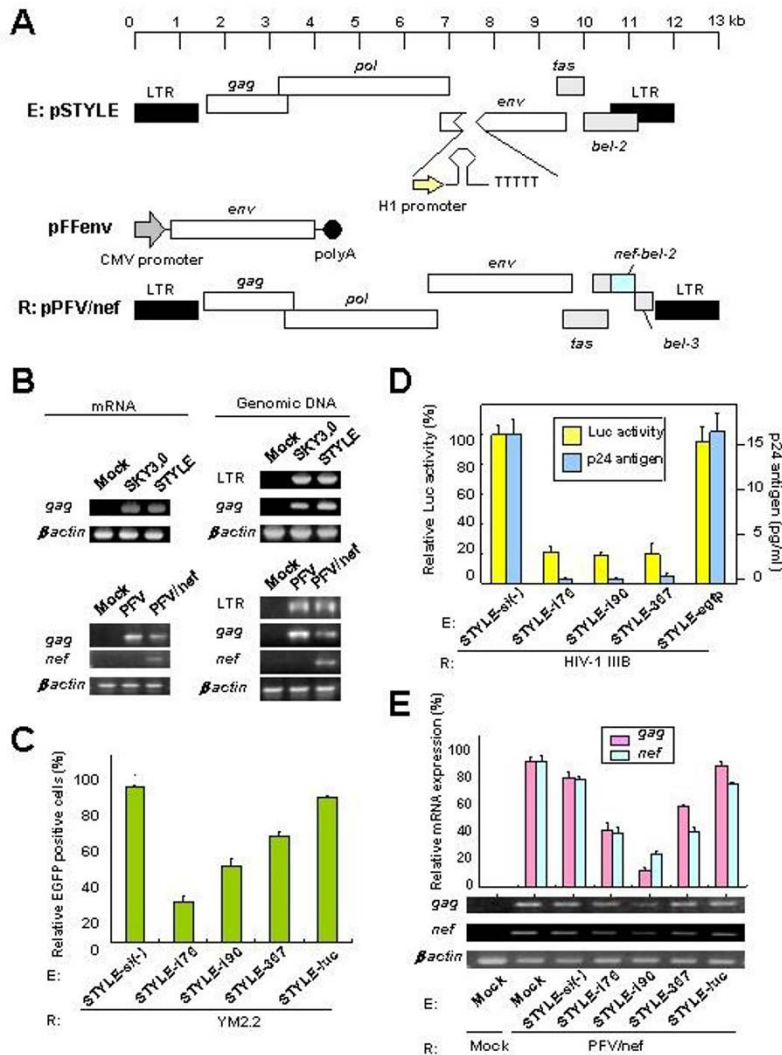 A
0 1 2 3 4 5 6 7 8 9 10 11 12 13 kb
LTR gag pol tas LTR
E: pSTYLE
env
bel-2
H1 promoter TTTTT
pFFenv env
CMV promoter polyA
R: pPFV/nef
LTR gag pol env nef-bel-2 LTR
tas bel-3
B
mRNA
Mock SKY3,0 STYLE
gag
βactin
Mock PFV PFV/nef
gag
nef
βactin
Genomic DNA
Mock SKY3,0 STYLE
LTR
gag
βactin
Mock PFV PFV/nef
LTR
gag
nef
βactin
C
Relative EGFP positive cells (%)
100
80
60
40
20
0
E: STYLE-si(-) STYLE-176 STYLE-190 STYLE-367 STYLE-luc
R: YM2.2
D
Relative Luc activity (%)
100
80
60
40
20
0
Luc activity
p24 antigen
15
10
5
0
p24 antigen (pg/ml)
E: STYLE-si(-) STYLE-176 STYLE-190 STYLE-367 STYLE-egfp
R: HIV-1 IIIB
E
Relative mRNA expression (%)
100
80
60
40
20
0
gag
nef
gag
nef
βactin
E: Mock Mock STYLE-si(-) STYLE-176 STYLE-190 STYLE-367 STYLE-luc
R: Mock PFV/nef